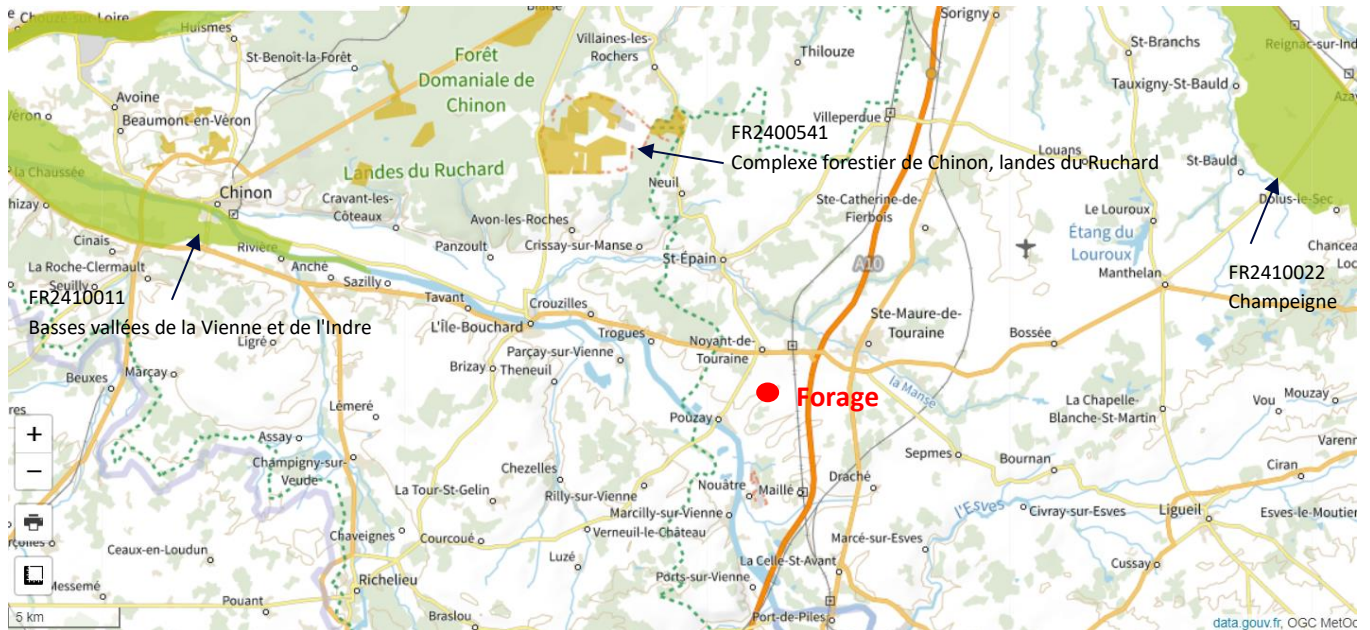 Chouzé-sur-Loire
Huismes
St-Benoît-la-Forêt
Villaines-les-
Rochers
Sorigny
Thilouze
St-Branchs
Reignac-sur-Ind
Forêt
Domaniale de
Chinon
Avoine
Beaumont-en-Véron
Véron
Tauxigny-St-Bauld
Azay
Villeperdue
FR2400541
Complexe forestier de Chinon, landes du Ruchard
Louans
St-Bauld
la Chaussée
Landes du Ruchard
Chinon
Cravant-les-
Côteaux
Neuil
Ste-Catherine-de-
Fierbois
Dolus-le-Sec
hizay
Avon-les-Roches
Le Louroux
Étang du
Louroux
Cinais
Rivière
Panzoult
Crissay-sur-Manse
St-Épain
A10
Chancea
Loc
La Roche-Clermault
Anché
Manthelan
FR2410022
Champeigne
Seuilly
Sazilly
FR2410011
Basses vallées de la Vienne et de l'Indre
Tavant
Crouzilles
L'Île-Bouchard
Trogues
Noyant-de-
Touraine
Ste-Maure-de-
Touraine
Bossée
Ligré
Parçay-sur-Vienne
Brizay
Theneuil
la Manse
Beuxes
Marçay
Forage
La Chapelle-
Blanche-St-Martin
Vou
Mouzay
res
Lémeré
Pouzay
+
−
Assay
Champigny-sur-
Veude
Chezelles
Sepmes
Bournan
Varenn
Ciran
La Tour-St-Gelin
Rilly-sur-Vienne
Nouâtre
Maillé
Draché
l'Esves
Marcilly-sur-Vienne
Civray-sur-Esves
Ligueil
Esves-le-Moutier
Chaveignes
Courcoué
Verneuil-le-Château
Ceaux-en-Loudun
Luzé
Marcé-sur-Esves
La Celle-St-Avant
Cussay
Messemé
Richelieu
Ports-sur-Vienne
Pouant
Braslou
Port-de-Piles
5 km
data.gouv.fr, OGC MetOc